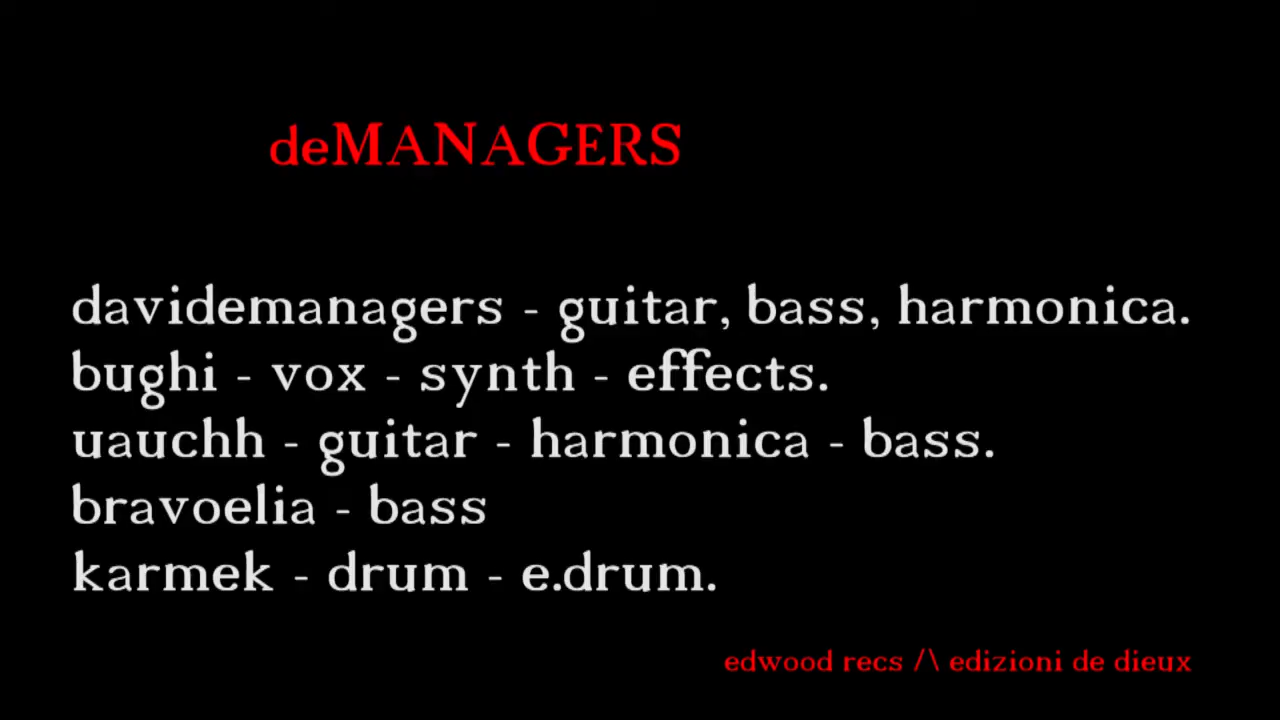 deMANAGERS
davidemanagers - guitar, bass, harmonica.
bughi - vox - synth - effects.
uauchh - guitar - harmonica - bass.
bravoelia - bass
karmek - drum - e.drum.
edwood recs /\ edizioni de dieux